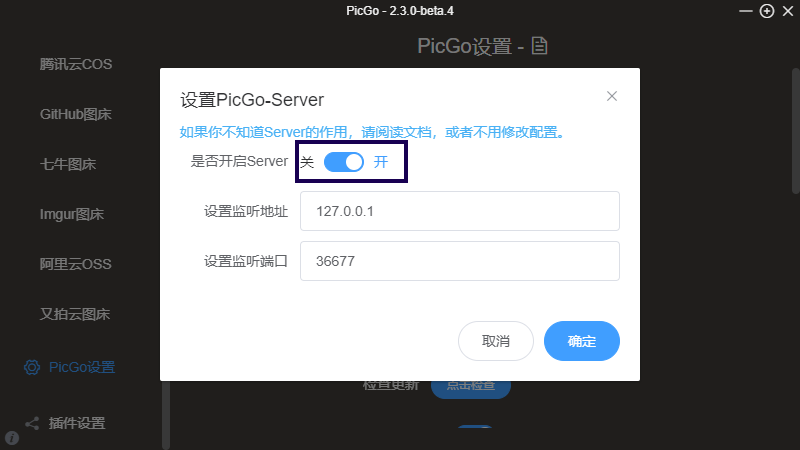 PicGo - 2.3.0-beta.4
PicGo设置 -
腾讯云COS
GitHub图床
七牛图床
Imgur图床
阿里云OSS
又拍云图床
PicGo设置
插件设置
设置PicGo-Server
如果你不知道Server的作用，请阅读文档，或者不用修改配置。
是否开启Server 关 开
设置监听地址 127.0.0.1
设置监听端口 36677
取消 确定
检查更新 点击检查